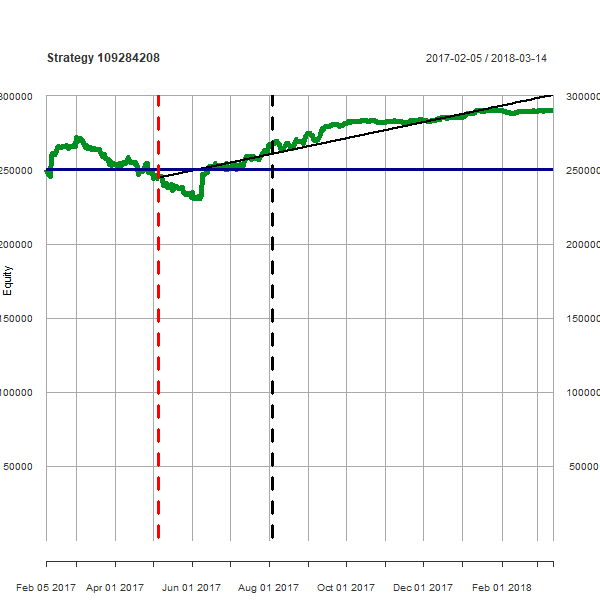 Strategy 109284208
2017-02-05 / 2018-03-14
300000 300000
250000 250000
200000 200000
150000 150000
100000 100000
50000 50000
Equity
Feb 05 2017 Apr 01 2017 Jun 01 2017 Aug 01 2017 Oct 01 2017 Dec 01 2017 Feb 01 2018